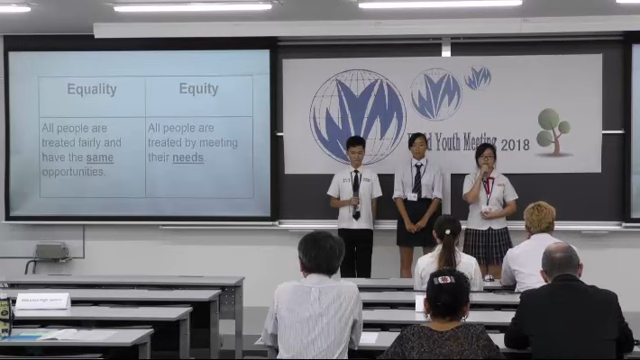 Equality
Equity
All people are
treated fairly and
have the same
opportunities.
All people are
treated by meeting
their needs.
World Youth Meeting 2018